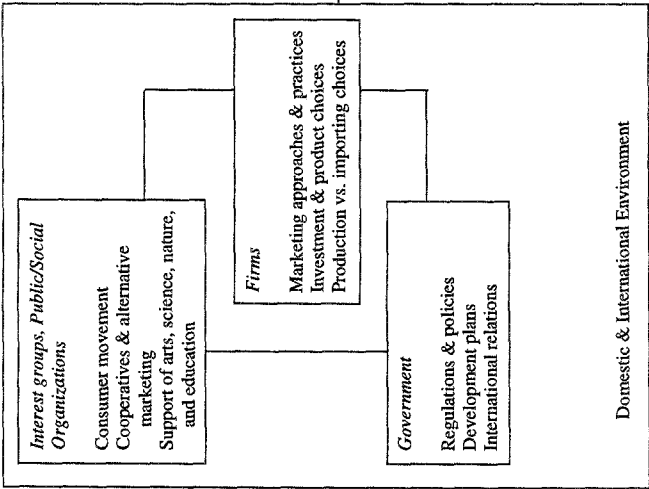 Interest groups, Public/Social
Organizations
Consumer movement
Cooperatives & alternative
marketing
Support of arts, science, nature,
and education
Firms
Marketing approaches & practices
Investment & product choices
Production vs. importing choices
Government
Regulations & policies
Development plans
International relations
Domestic & International Environment